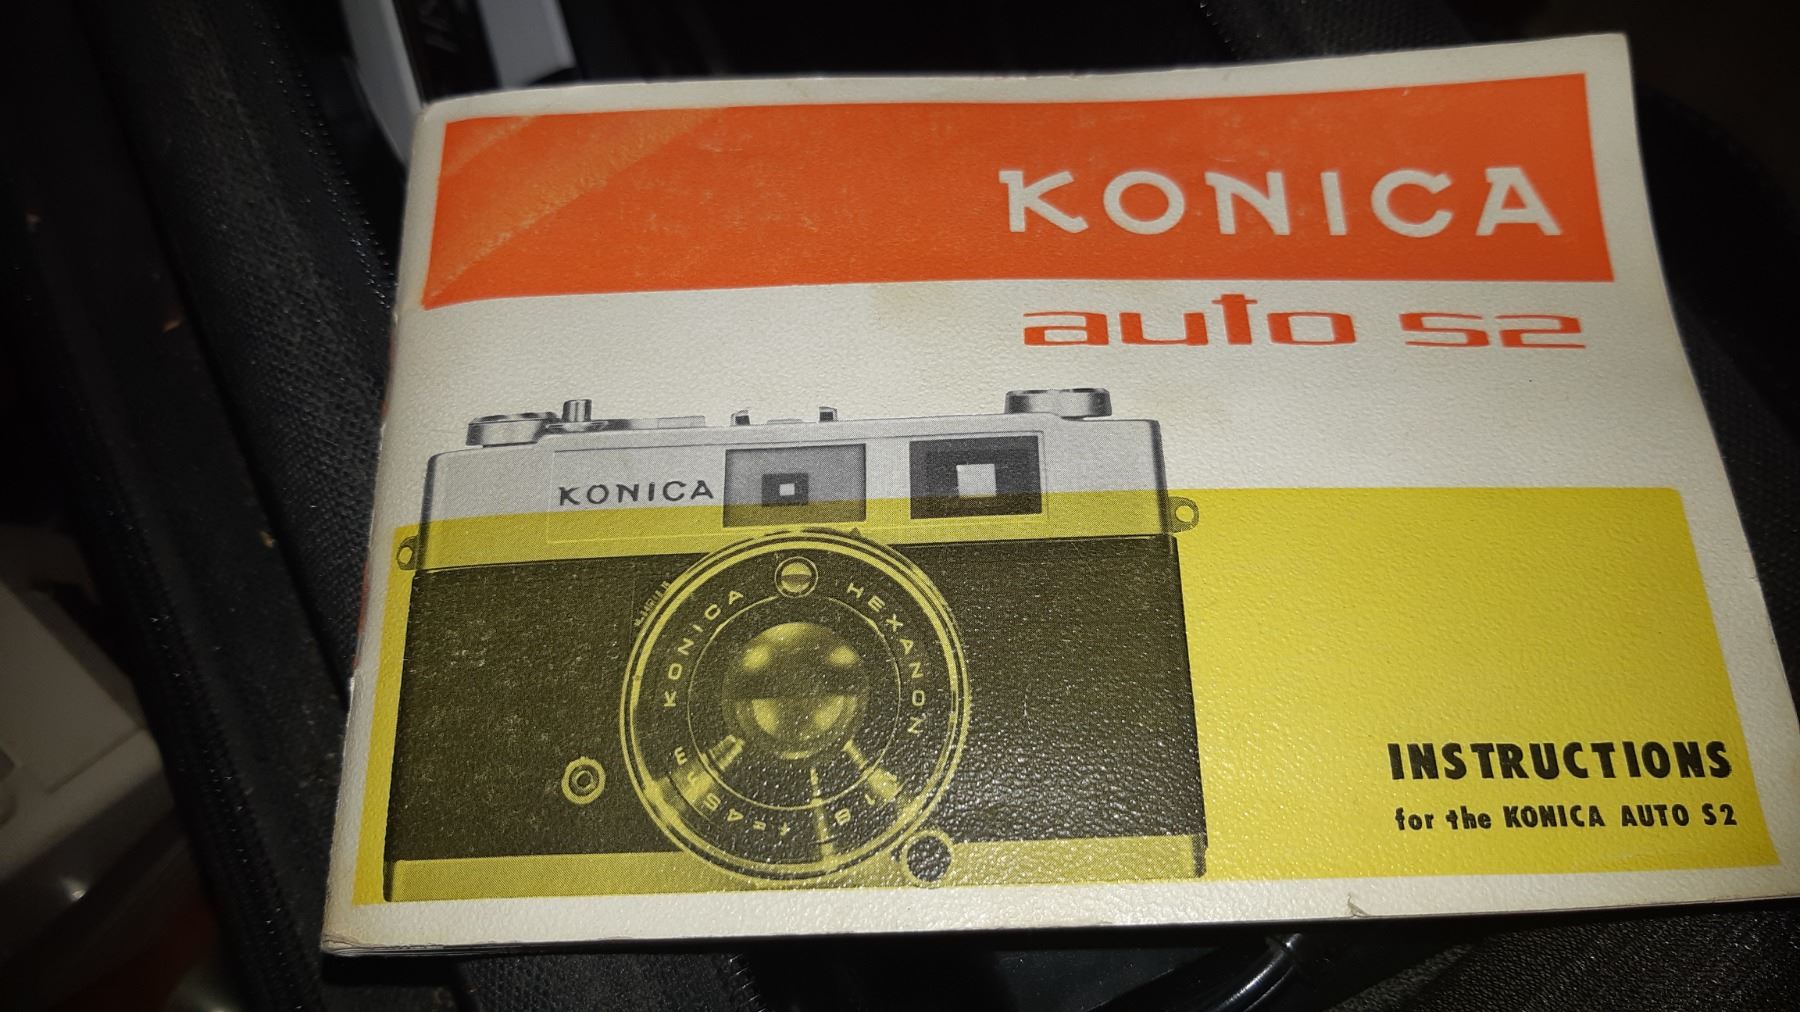 KONICA
auto S2
KONICA
KONICA HEXANON
INSTRUCTIONS
for the KONICA AUTO S2